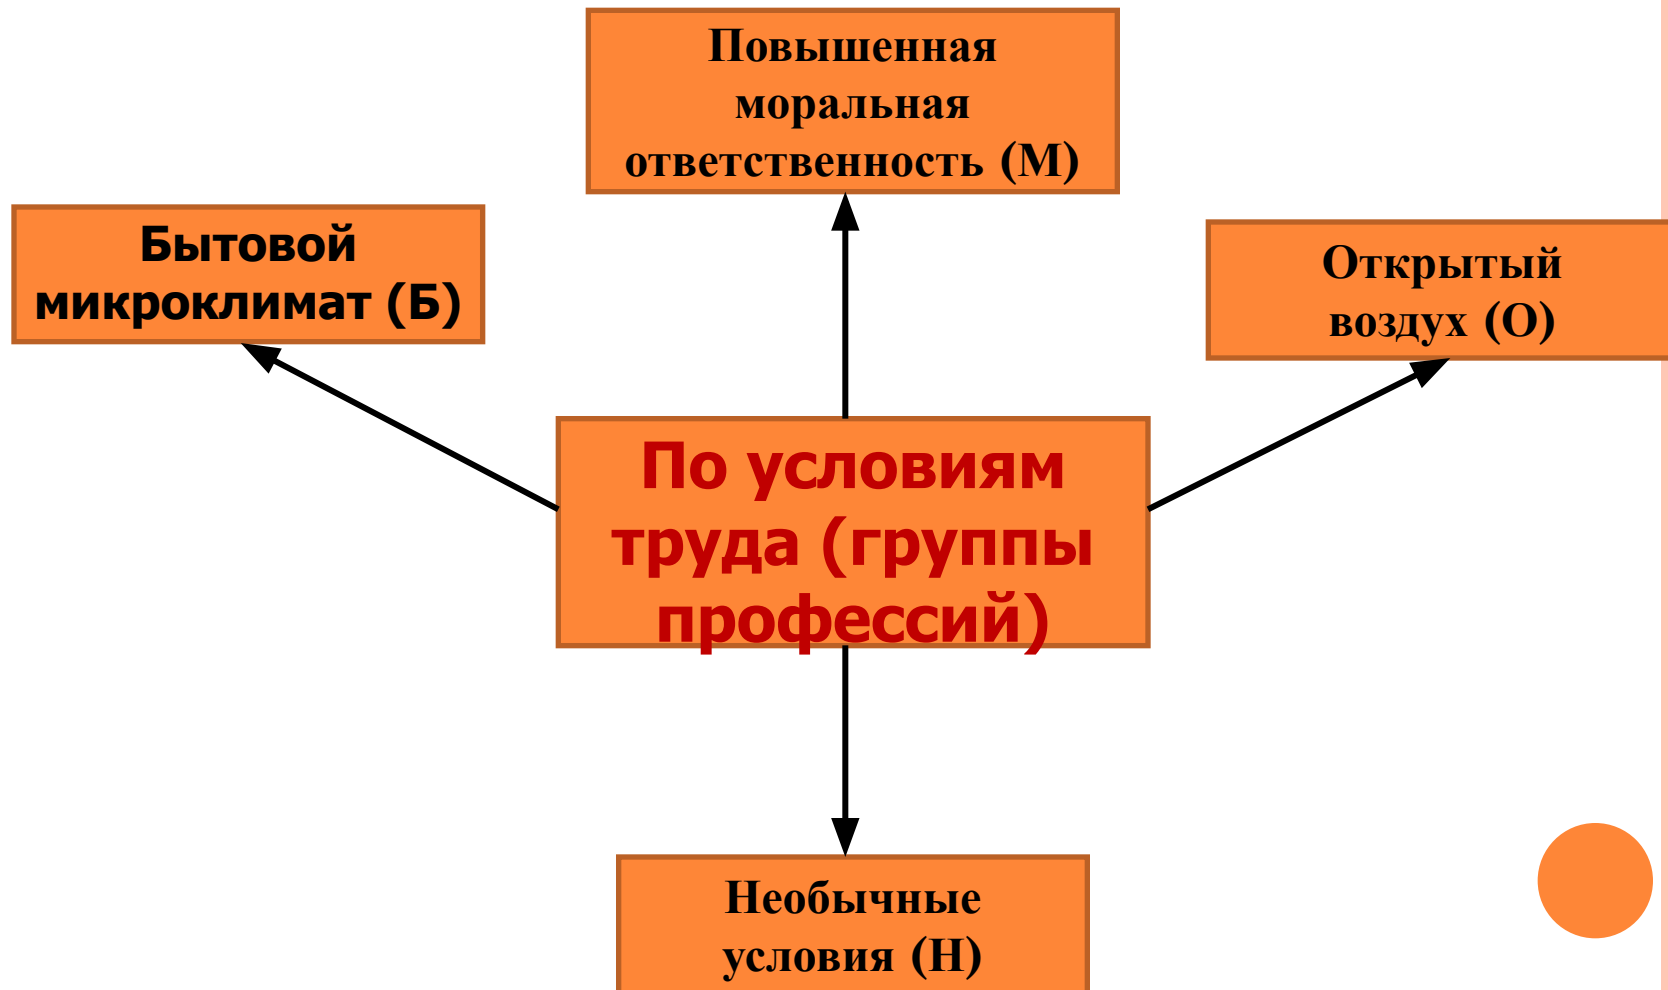 Повышенная
моральная
ответственность (М)
Бытовой
микроклимат (Б)
Открытый
воздух (О)
По условиям
труда (группы
профессий)
Необычные
условия (Н)